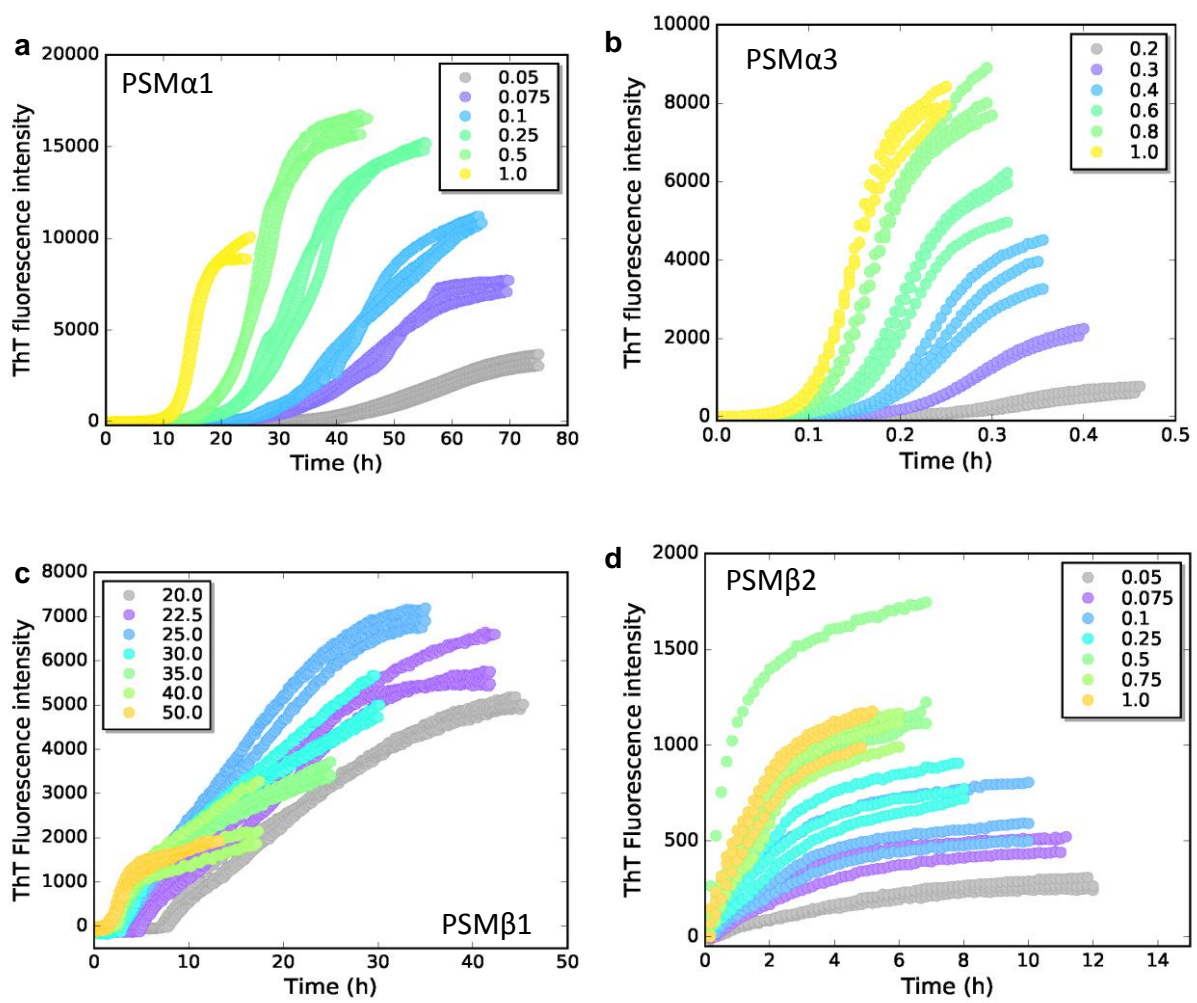 a
PSMα1
20000
15000
10000
5000
0
ThT fluorescence intensity
0.05
0.075
0.1
0.25
0.5
1.0
0 10 20 30 40 50 60 70 80
Time (h)
b
PSMα3
10000
8000
6000
4000
2000
0
ThT fluorescence intensity
0.2
0.3
0.4
0.6
0.8
1.0
0.0 0.1 0.2 0.3 0.4 0.5
Time (h)
c
8000
7000
6000
5000
4000
3000
2000
1000
0
ThT Fluorescence intensity
20.0
22.5
25.0
30.0
35.0
40.0
50.0
PSMβ1
0 10 20 30 40 50
Time (h)
d
PSMβ2
2000
1500
1000
500
0
ThT Fluorescence intensity
0.05
0.075
0.1
0.25
0.5
0.75
1.0
0 2 4 6 8 10 12 14
Time (h)